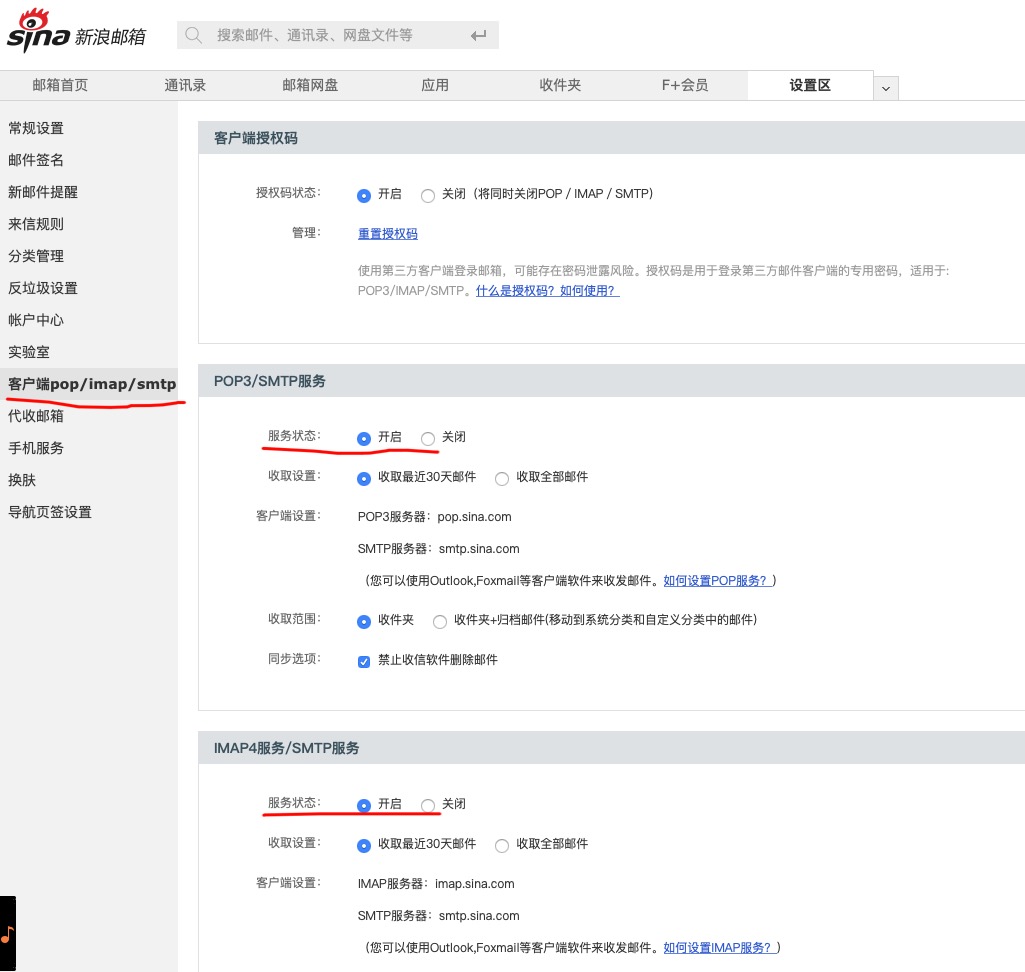 sina 新浪邮箱
搜索邮件、通讯录、网盘文件等
邮箱首页 通讯录 邮箱网盘 应用 收件夹 F+会员 设置区
常规设置
邮件签名
新邮件提醒
来信规则
分类管理
反垃圾设置
帐户中心
实验室
客户端pop/imap/smtp
代收邮箱
手机服务
换肤
导航页签设置
客户端授权码
授权码状态: 开启 关闭（将同时关闭POP / IMAP / SMTP）
管理: 重置授权码
使用第三方客户端登录邮箱，可能存在密码泄露风险。授权码是用于登录第三方邮件客户端的专用密码，适用于:
POP3/IMAP/SMTP。什么是授权码？如何使用？
POP3/SMTP服务
服务状态: 开启 关闭
收取设置: 收取最近30天邮件 收取全部邮件
客户端设置: POP3服务器：pop.sina.com
SMTP服务器：smtp.sina.com
（您可以使用Outlook,Foxmail等客户端软件来收发邮件。如何设置POP服务？）
收取范围: 收件夹 收件夹+归档邮件(移动到系统分类和自定义分类中的邮件)
同步选项: 禁止收信软件删除邮件
IMAP4服务/SMTP服务
服务状态: 开启 关闭
收取设置: 收取最近30天邮件 收取全部邮件
客户端设置: IMAP服务器：imap.sina.com
SMTP服务器：smtp.sina.com
（您可以使用Outlook,Foxmail等客户端软件来收发邮件。如何设置IMAP服务？）